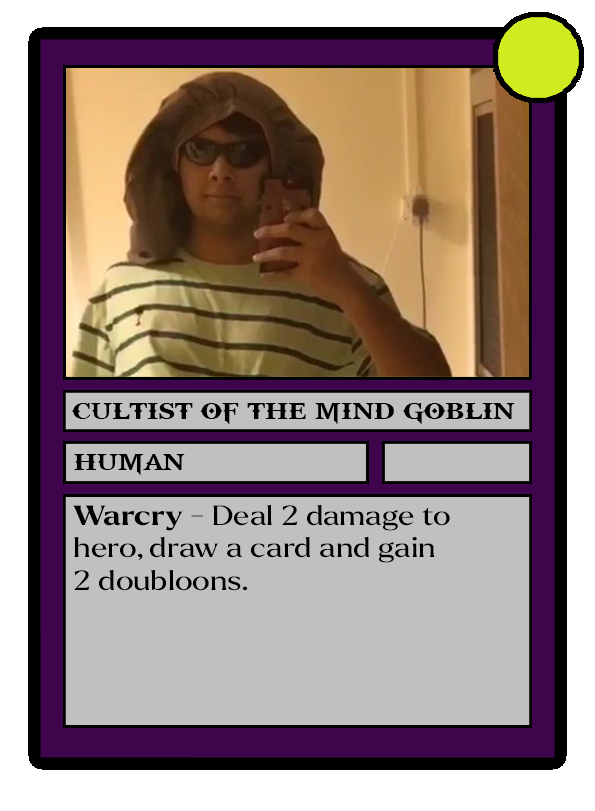 CULTIST OF THE MIND GOBLIN
HUMAN
Warcry – Deal 2 damage to
hero, draw a card and gain
2 doubloons.